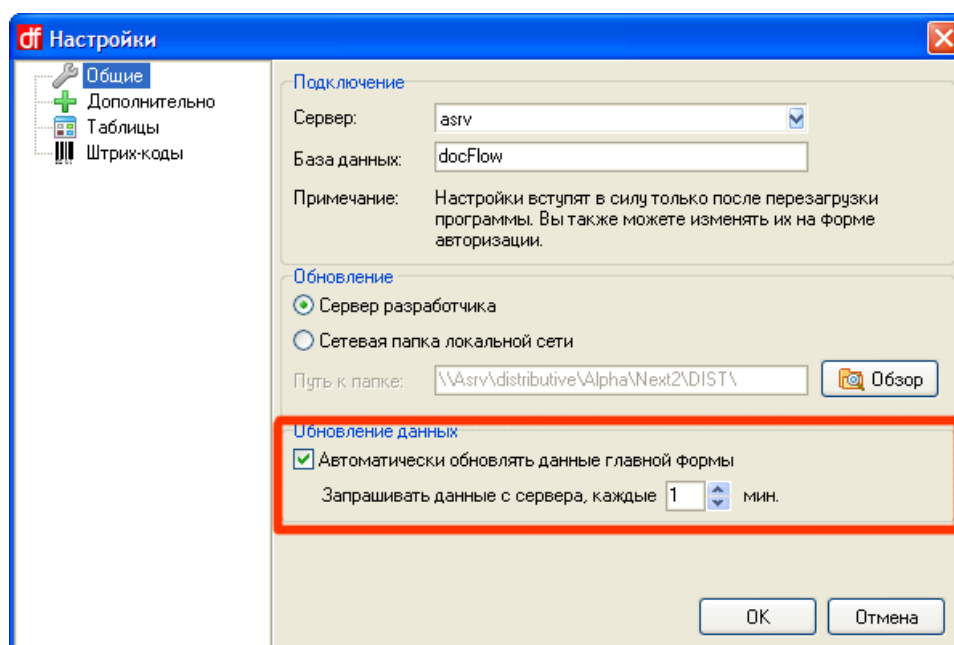 df Настройки
Общие
Дополнительно
Таблицы
Штрих-коды
Подключение
Сервер: asrv
База данных: docFlow
Примечание: Настройки вступят в силу только после перезагрузки
программы. Вы также можете изменять их на форме
авторизации.
Обновление
Сервер разработчика
Сетевая папка локальной сети
Путь к папке: \\Asrv\distributive\Alpha\Next2\DIST\ Обзор
Обновление данных
Автоматически обновлять данные главной формы
Запрашивать данные с сервера, каждые 1 мин.
OK Отмена